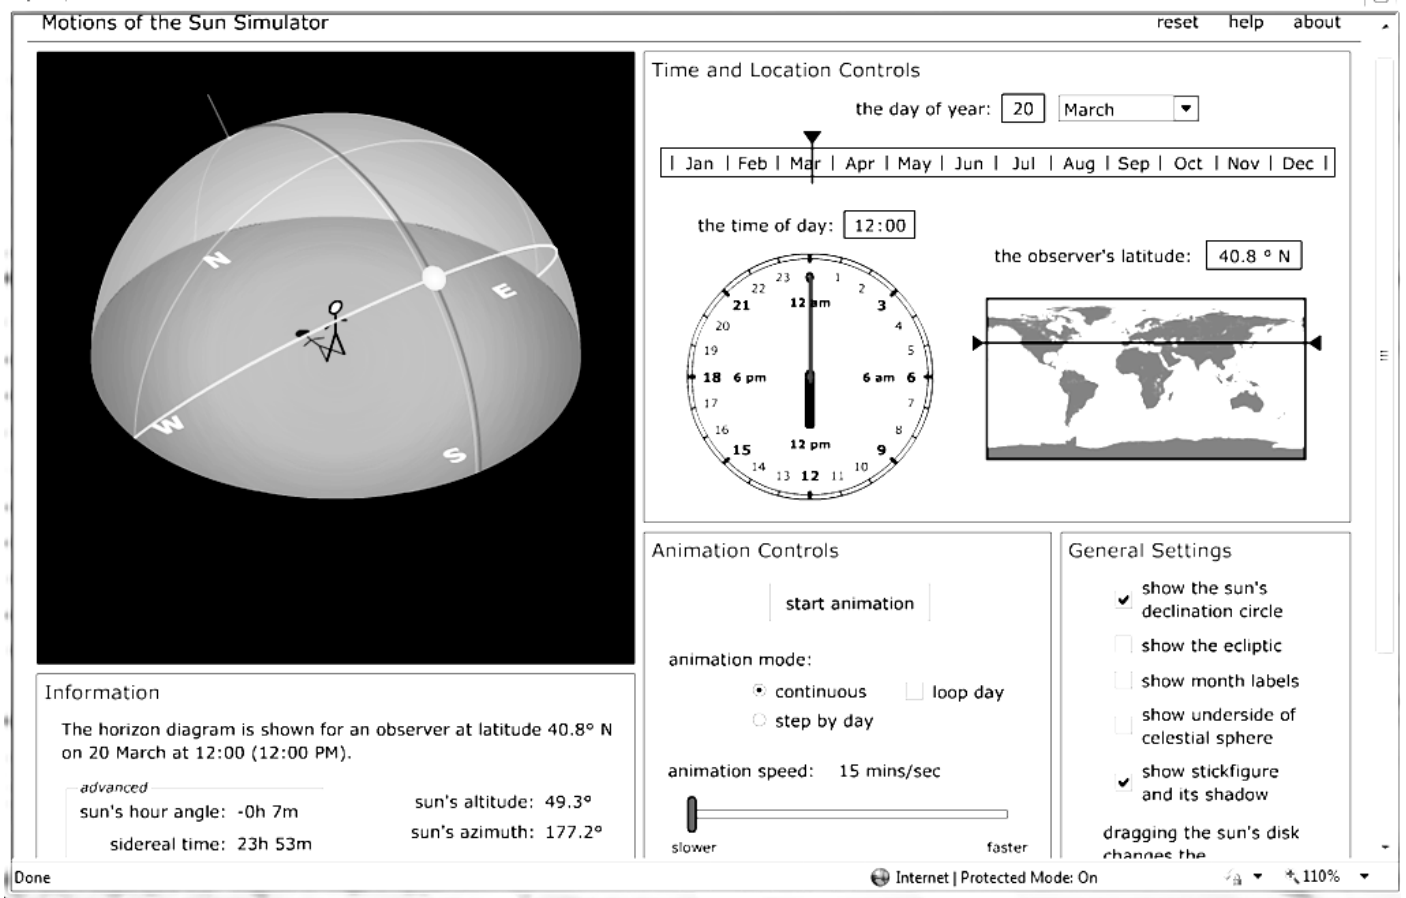 Motions of the Sun Simulator
reset help about
N
E
W
S
Time and Location Controls
the day of year: 20 March
Jan | Feb | Mar | Apr | May | Jun | Jul | Aug | Sep | Oct | Nov | Dec
the time of day: 12:00
23 1
22 12 am 2
21 3
20 4
19 5
18 6 pm 6 am 6
17 7
16 8
15 12 pm 9
14 10
13 12 11
the observer's latitude: 40.8 ° N
Information
The horizon diagram is shown for an observer at latitude 40.8° N
on 20 March at 12:00 (12:00 PM).
advanced
sun's hour angle: -0h 7m
sidereal time: 23h 53m
sun's altitude: 49.3°
sun's azimuth: 177.2°
Animation Controls
start animation
animation mode:
continuous loop day
step by day
animation speed: 15 mins/sec
slower faster
General Settings
show the sun's
declination circle
show the ecliptic
show month labels
show underside of
celestial sphere
show stickfigure
and its shadow
dragging the sun's disk
changes the
Done Internet | Protected Mode: On 110%